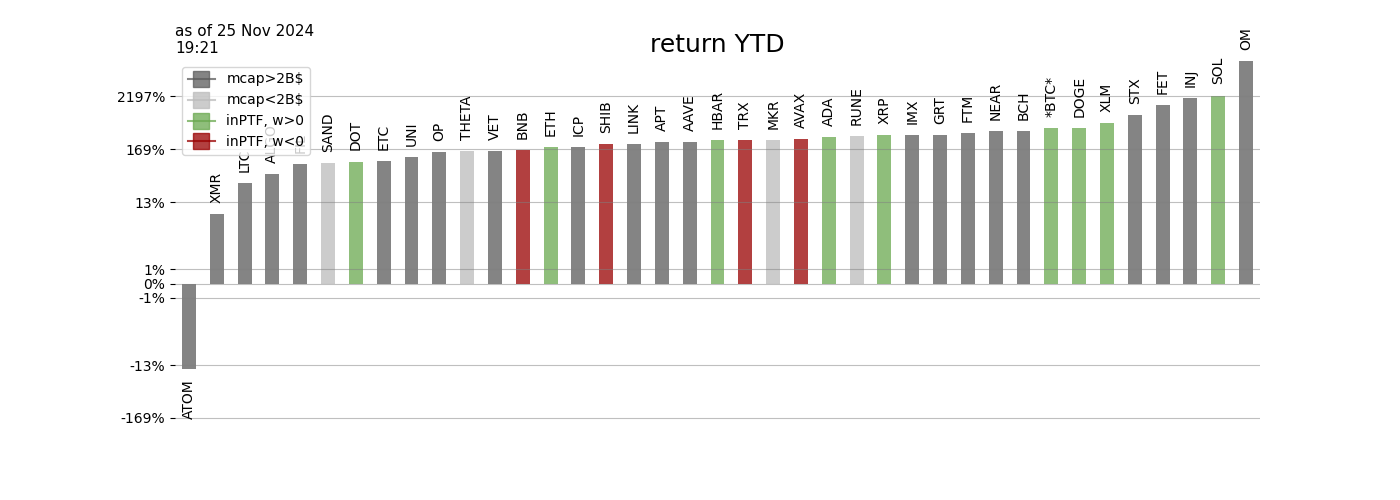 as of 25 Nov 2024
19:21
return YTD
mcap>2B$
mcap<2B$
inPTF, w>0
inPTF, w<0
2197%
169%
13%
1%
0%
-1%
-13%
-169%
ATOM
XMR
LTC
SAND
DOT
ETC
UNI
OP
THETA
VET
BNB
ETH
ICP
SHIB
LINK
APT
AAVE
HBAR
TRX
MKR
AVAX
ADA
RUNE
XRP
IMX
GRT
FTM
NEAR
BCH
*BTC*
DOGE
XLM
STX
FET
INJ
SOL
OM